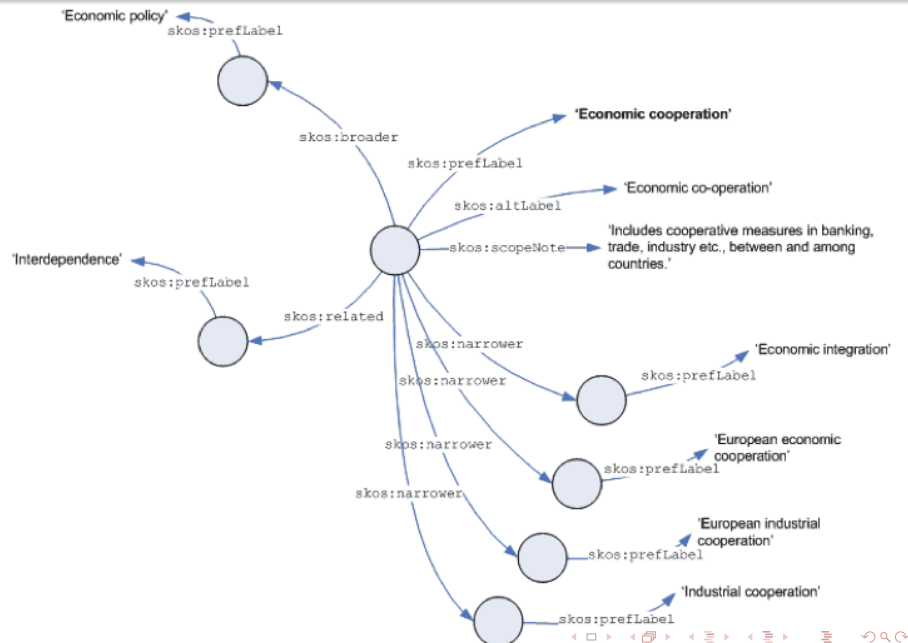 ‘Economic policy’
skos:prefLabel
skos:broader
‘Economic cooperation’
skos:prefLabel
‘Economic co-operation’
skos:altLabel
‘Includes cooperative measures in banking,
trade, industry etc., between and among
countries.’
skos:scopeNote
‘Interdependence’
skos:prefLabel
skos:related
skos:narrower
‘Economic integration’
skos:prefLabel
skos:narrower
‘European economic
cooperation’
skos:prefLabel
skos:narrower
‘European industrial
cooperation’
skos:prefLabel
skos:narrower
‘Industrial cooperation’
skos:prefLabel